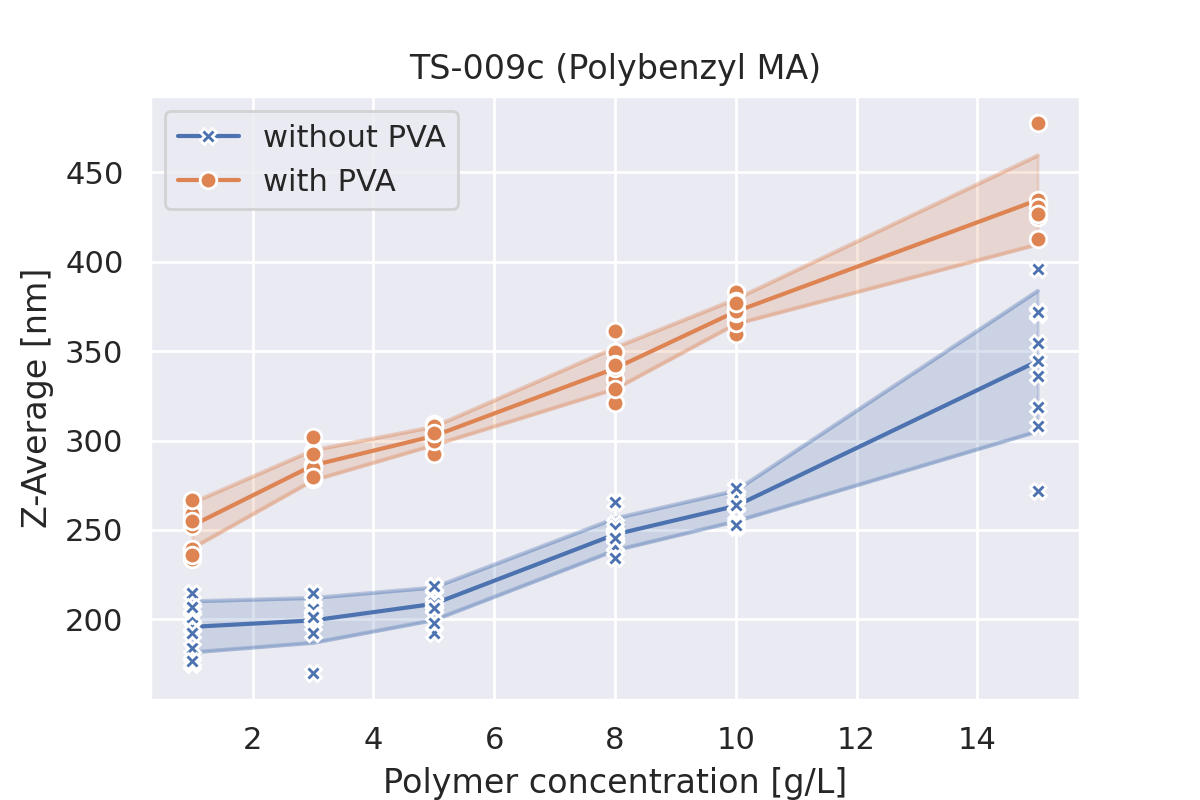 TS-009c (Polybenzyl MA)
without PVA
with PVA
450
400
350
300
250
200
Z-Average [nm]
2 4 6 8 10 12 14
Polymer concentration [g/L]